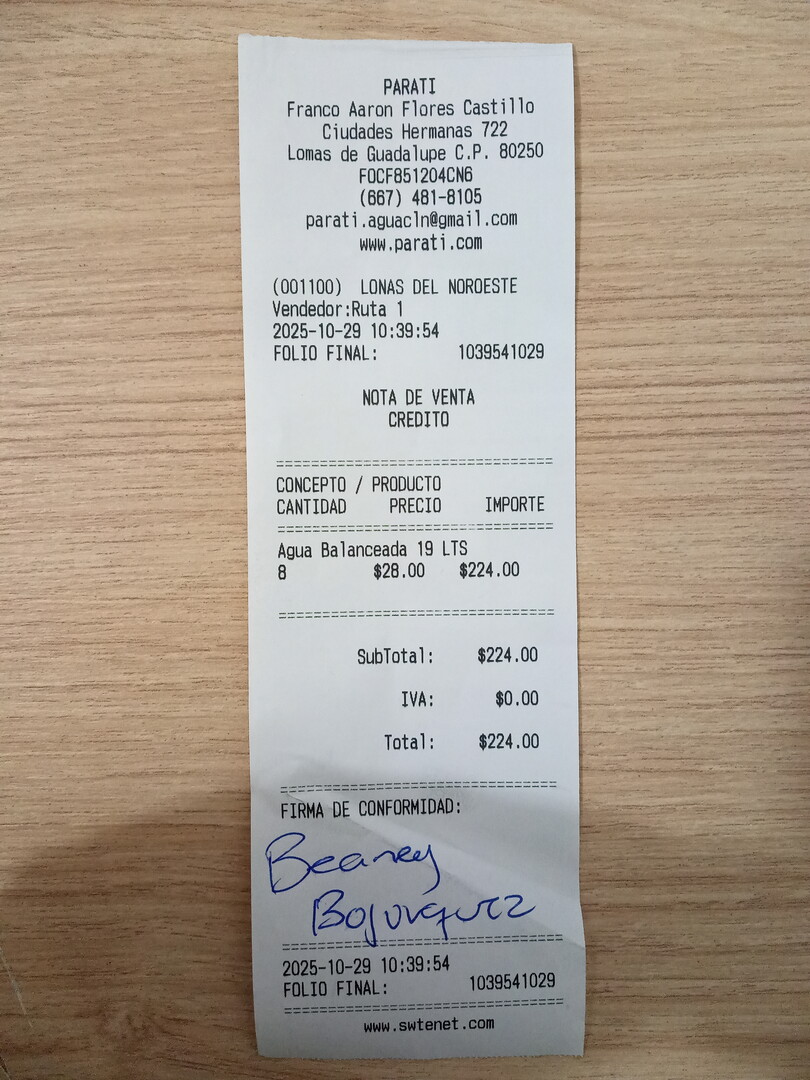 PARATI
Franco Aaron Flores Castillo
Ciudades Hermanas 722
Lomas de Guadalupe C.P. 80250
FOCF851204CN6
(667) 481-8105
parati.aguacln@gmail.com
www.parati.com
(001100) LONAS DEL NOROESTE
Vendedor:Ruta 1
2025-10-29 10:39:54
FOLIO FINAL: 1039541029
NOTA DE VENTA
CREDITO
================================
CONCEPTO / PRODUCTO
CANTIDAD PRECIO IMPORTE
================================
Agua Balanceada 19 LTS
8 $28.00 $224.00
================================
SubTotal: $224.00
IVA: $0.00
Total: $224.00
================================
FIRMA DE CONFORMIDAD:
================================
2025-10-29 10:39:54
FOLIO FINAL: 1039541029
================================
www.swtenet.com